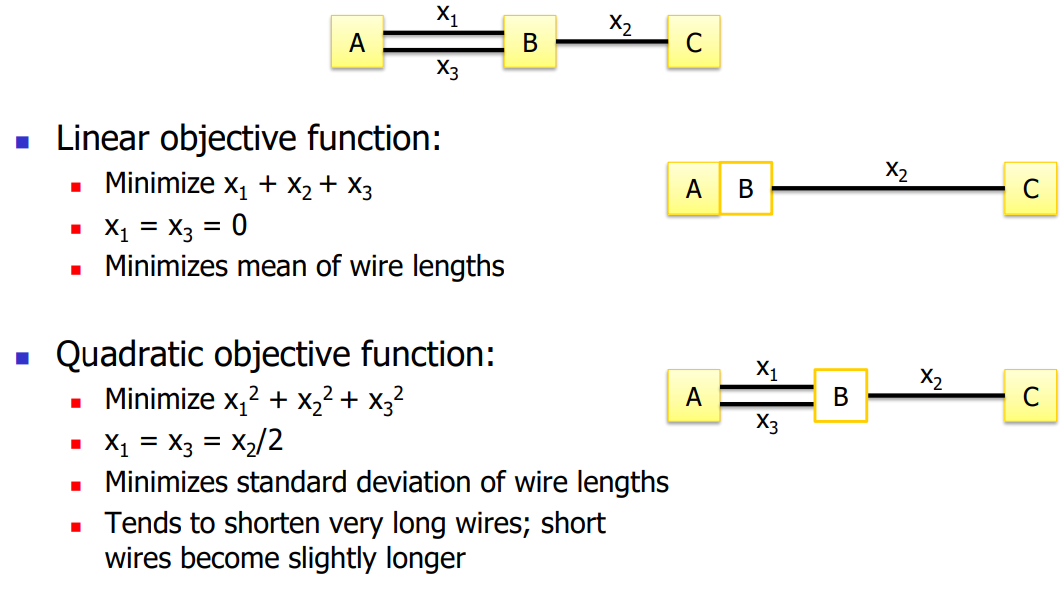 x₁
x₂
A B C
x₃
Linear objective function:
Minimize x₁ + x₂ + x₃
x₁ = x₃ = 0
Minimizes mean of wire lengths
x₂
A B C
Quadratic objective function:
Minimize x₁² + x₂² + x₃²
x₁ = x₃ = x₂/2
Minimizes standard deviation of wire lengths
Tends to shorten very long wires; short
wires become slightly longer
x₁
x₂
A B C
x₃